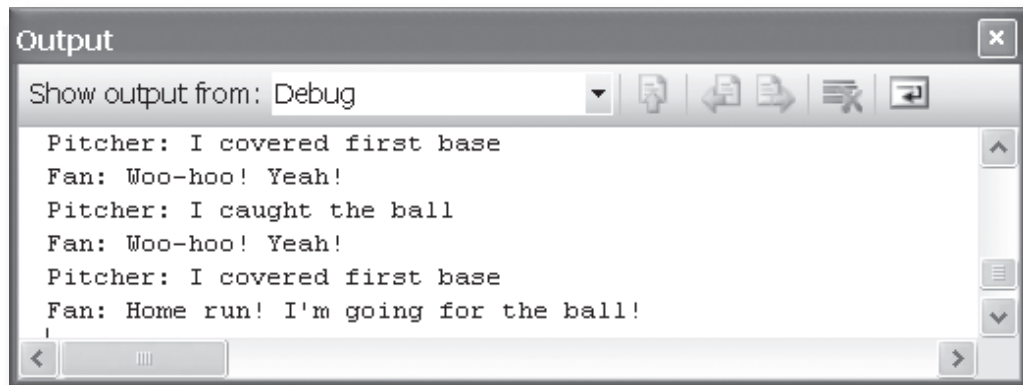 Output
Show output from: Debug
Pitcher: I covered first base
Fan: Woo-hoo! Yeah!
Pitcher: I caught the ball
Fan: Woo-hoo! Yeah!
Pitcher: I covered first base
Fan: Home run! I'm going for the ball!